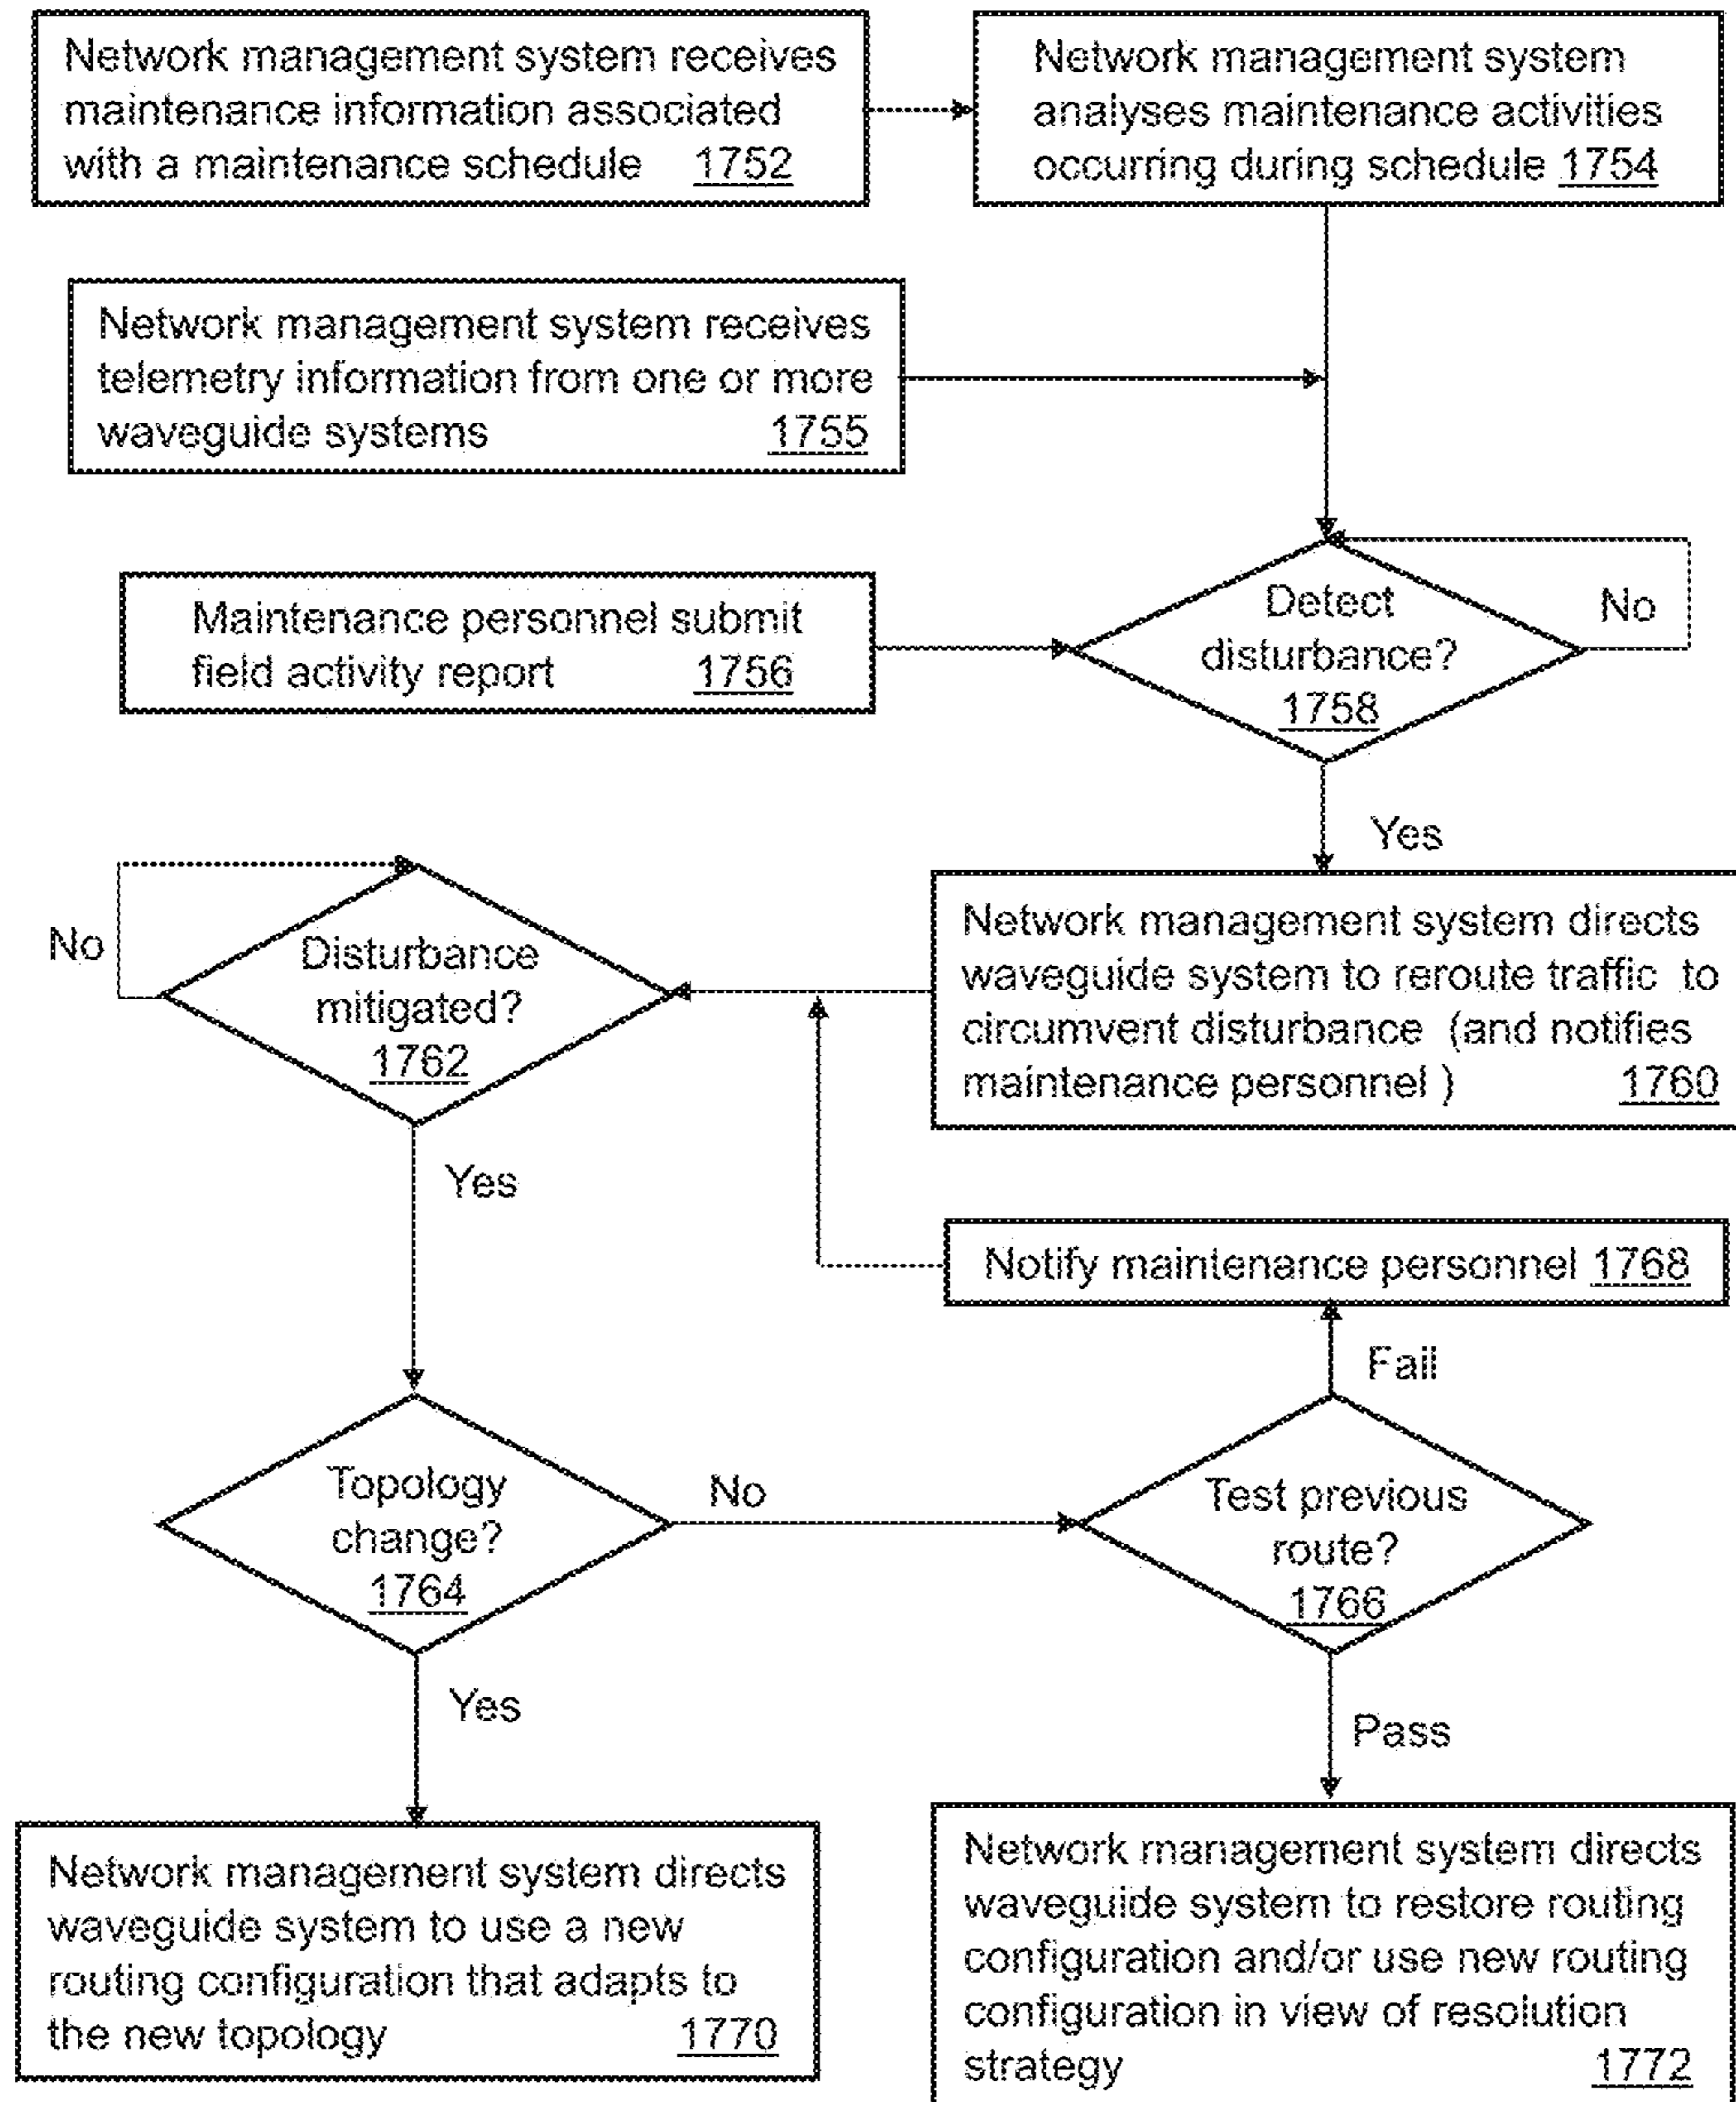 Network management system receives
maintenance information associated
with a maintenance schedule 1752
Network management system
analyses maintenance activities
occurring during schedule 1754
Network management system receives
telemetry information from one or more
waveguide systems 1755
Maintenance personnel submit
field activity report 1756
Detect
disturbance?
1758
No
Yes
Network management system directs
waveguide system to reroute traffic to
circumvent disturbance (and notifies
maintenance personnel ) 1760
No
Disturbance
mitigated?
1762
Yes
Notify maintenance personnel 1768
Fail
Topology
change?
1764
No
Test previous
route?
1766
Yes
Pass
Network management system directs
waveguide system to use a new
routing configuration that adapts to
the new topology 1770
Network management system directs
waveguide system to restore routing
configuration and/or use new routing
configuration in view of resolution
strategy 1772